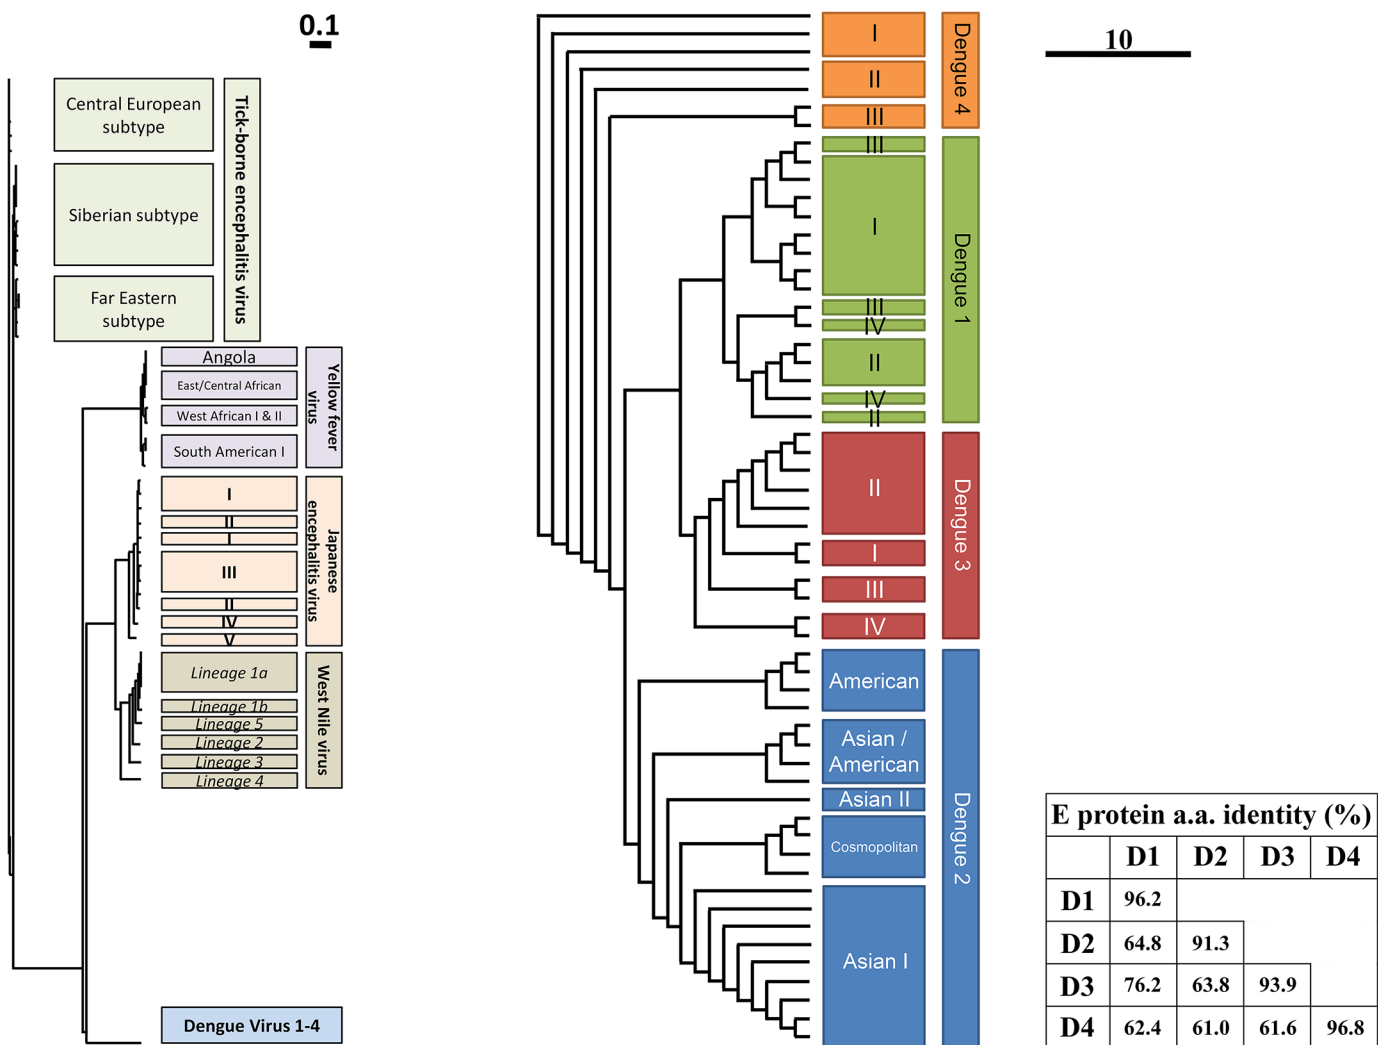 0.1
Central European
subtype
Siberian subtype
Far Eastern
subtype
Tick-borne encephalitis virus
Angola
East/Central African
West African I & II
South American I
Yellow fever
virus
I
II
I
III
II
IV
V
Japanese
encephalitis virus
Lineage 1a
Lineage 1b
Lineage 5
Lineage 2
Lineage 3
Lineage 4
West Nile virus
Dengue Virus 1-4
I
II
III
Dengue 4
III
I
III
IV
II
IV
II
Dengue 1
II
I
III
IV
Dengue 3
American
Asian /
American
Asian II
Cosmopolitan
Asian I
Dengue 2
10
E protein a.a. identity (%)
D1 D2 D3 D4
D1 96.2
D2 64.8 91.3
D3 76.2 63.8 93.9
D4 62.4 61.0 61.6 96.8